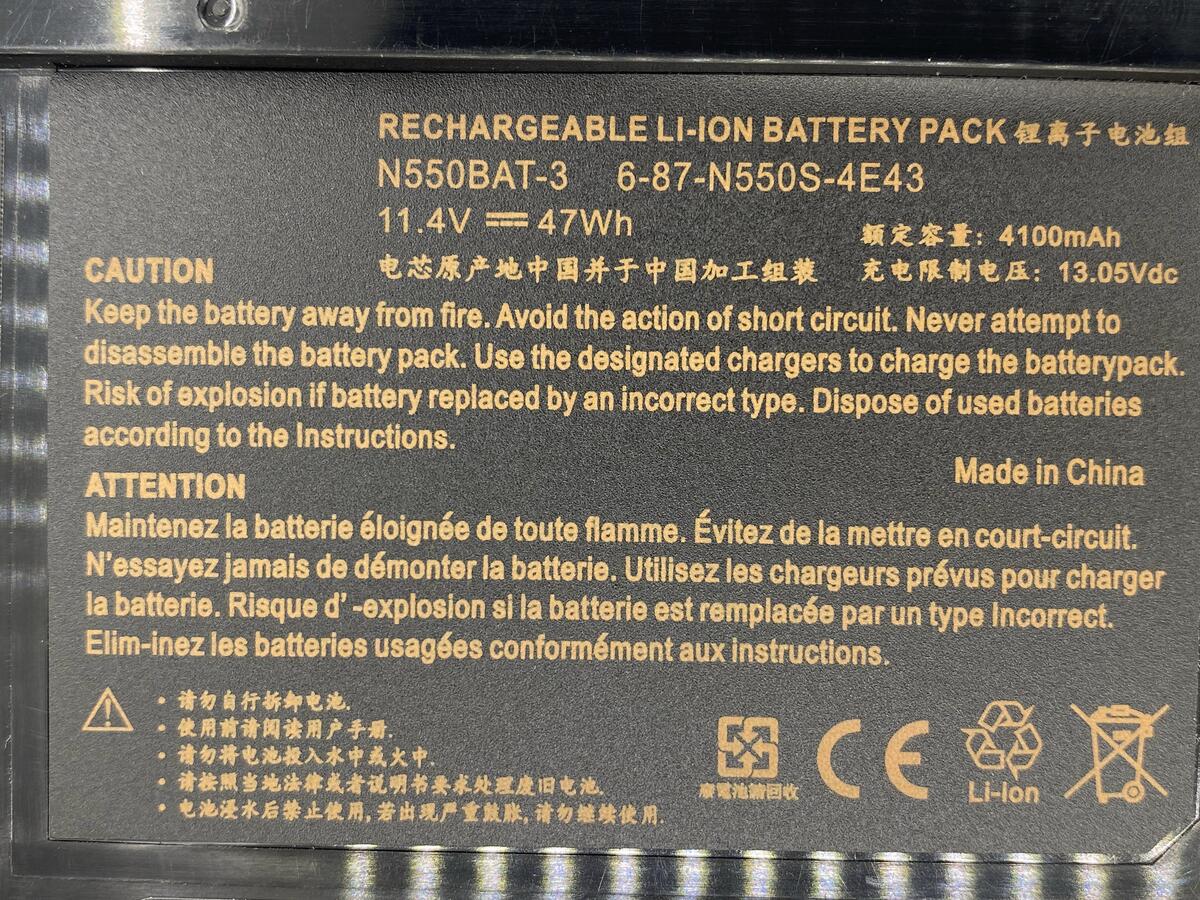 RECHARGEABLE LI-ION BATTERY PACK 锂离子电池组
N550BAT-3 6-87-N550S-4E43
11.4V 47Wh
额定容量: 4100mAh
电芯原产地中国并于中国加工组装 充电限制电压: 13.05Vdc
CAUTION
Keep the battery away from fire. Avoid the action of short circuit. Never attempt to
disassemble the battery pack. Use the designated chargers to charge the batterypack.
Risk of explosion if battery replaced by an incorrect type. Dispose of used batteries
according to the Instructions.
Made in China
ATTENTION
Maintenez la batterie éloignée de toute flamme. Évitez de la mettre en court-circuit.
N'essayez jamais de démonter la batterie. Utilisez les chargeurs prévus pour charger
la batterie. Risque d' -explosion si la batterie est remplacée par un type Incorrect.
Elim-inez les batteries usagées conformément aux instructions.
• 请勿自行拆卸电池.
• 使用前请阅读用户手册.
• 请勿将电池投入水中或火中.
• 请按照当地法律或者说明书要求处理废旧电池.
• 电池浸水后禁止使用,若出现严重鼓胀,请勿继续使用.
廢電池請回收
CE
Li-ion